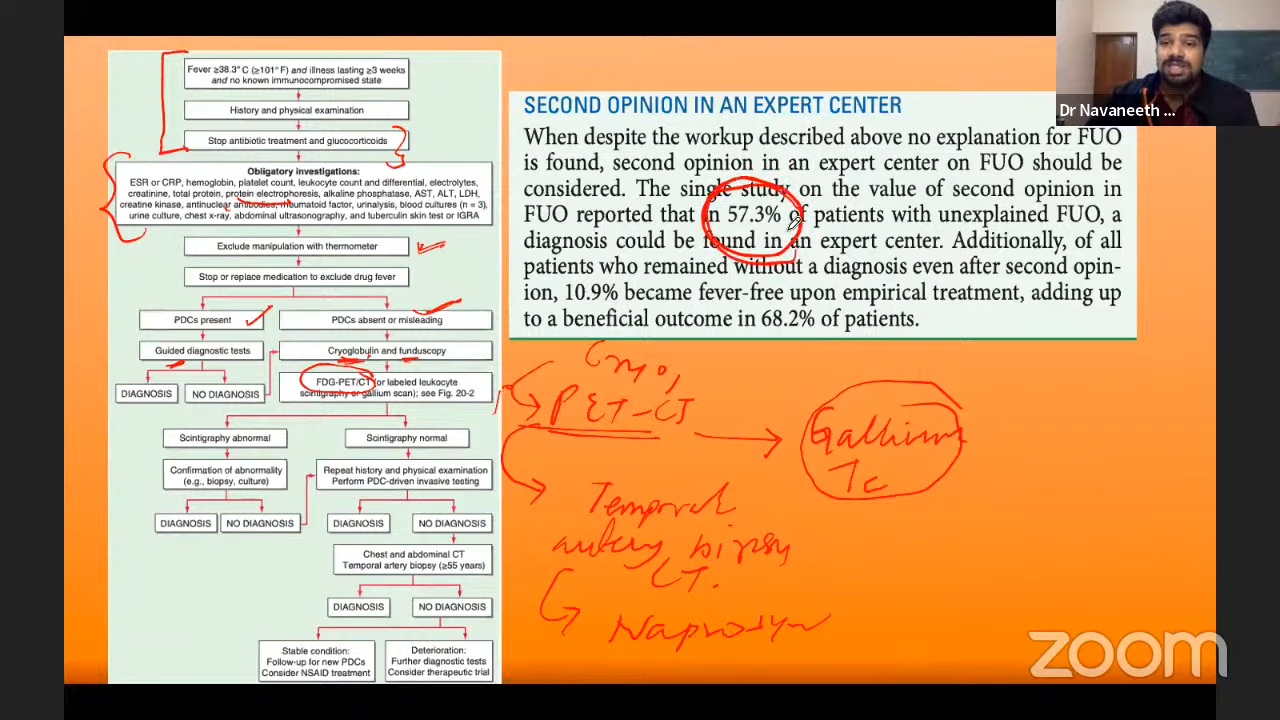 Fever ≥38.3° C (≥101° F) and illness lasting ≥3 weeks
and no known immunocompromised state
History and physical examination
Stop antibiotic treatment and glucocorticoids
Obligatory investigations:
ESR or CRP, hemoglobin, platelet count, leukocyte count and differential, electrolytes,
creatinine, total protein, protein electrophoresis, alkaline phosphatase, AST, ALT, LDH,
creatine kinase, antinuclear antibodies, rheumatoid factor, urinalysis, blood cultures (n = 3),
urine culture, chest x-ray, abdominal ultrasonography, and tuberculin skin test or IGRA
Exclude manipulation with thermometer
Stop or replace medication to exclude drug fever
PDCs present
PDCs absent or misleading
Guided diagnostic tests
Cryoglobulin and funduscopy
DIAGNOSIS
NO DIAGNOSIS
FDG-PET/CT (or labeled leukocyte
scintigraphy or gallium scan); see Fig. 20-2
Scintigraphy abnormal
Scintigraphy normal
Confirmation of abnormality
(e.g., biopsy, culture)
Repeat history and physical examination
Perform PDC-driven invasive testing
DIAGNOSIS
NO DIAGNOSIS
DIAGNOSIS
NO DIAGNOSIS
Chest and abdominal CT
Temporal artery biopsy (≥55 years)
DIAGNOSIS
NO DIAGNOSIS
Stable condition:
Follow-up for new PDCs
Consider NSAID treatment
Deterioration:
Further diagnostic tests
Consider therapeutic trial
SECOND OPINION IN AN EXPERT CENTER
When despite the workup described above no explanation for FUO
is found, second opinion in an expert center on FUO should be
considered. The single study on the value of second opinion in
FUO reported that in 57.3% of patients with unexplained FUO, a
diagnosis could be found in an expert center. Additionally, of all
patients who remained without a diagnosis even after second opin-
ion, 10.9% became fever-free upon empirical treatment, adding up
to a beneficial outcome in 68.2% of patients.
Cryo,
PET-CT
Gallium
Tc
Temporal
artery biopsy
CT.
Naprosyn
Dr Navaneeth ...
zoom